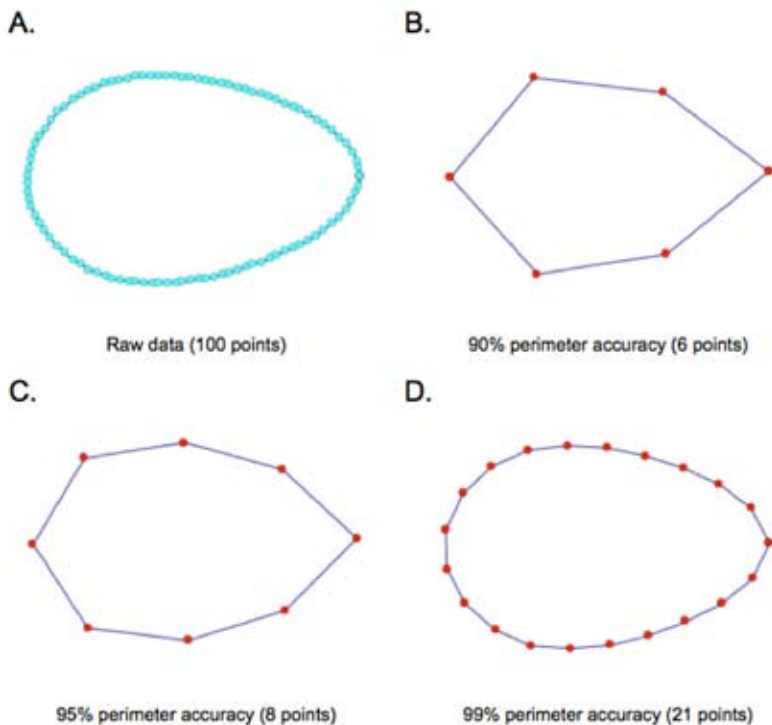 A.
B.
Raw data (100 points)
90% perimeter accuracy (6 points)
C.
D.
95% perimeter accuracy (8 points)
99% perimeter accuracy (21 points)